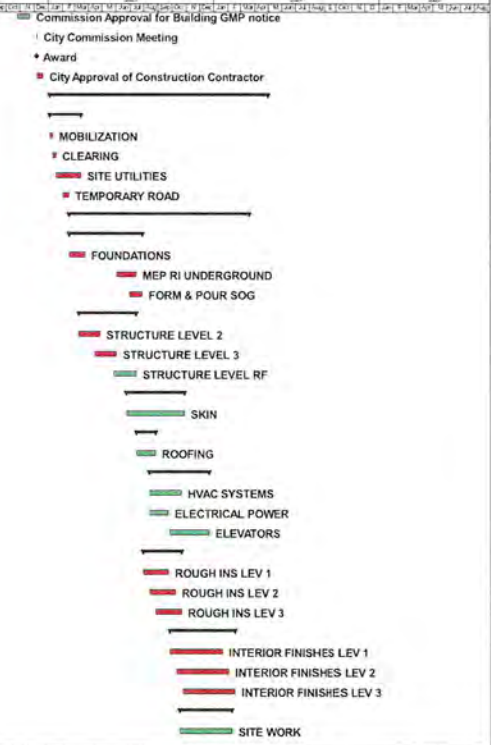 Commission Approval for Building GMP notice
City Commission Meeting
Award
City Approval of Construction Contractor
MOBILIZATION
CLEARING
SITE UTILITIES
TEMPORARY ROAD
FOUNDATIONS
MEP RI UNDERGROUND
FORM & POUR SOG
STRUCTURE LEVEL 2
STRUCTURE LEVEL 3
STRUCTURE LEVEL RF
SKIN
ROOFING
HVAC SYSTEMS
ELECTRICAL POWER
ELEVATORS
ROUGH INS LEV 1
ROUGH INS LEV 2
ROUGH INS LEV 3
INTERIOR FINISHES LEV 1
INTERIOR FINISHES LEV 2
INTERIOR FINISHES LEV 3
SITE WORK